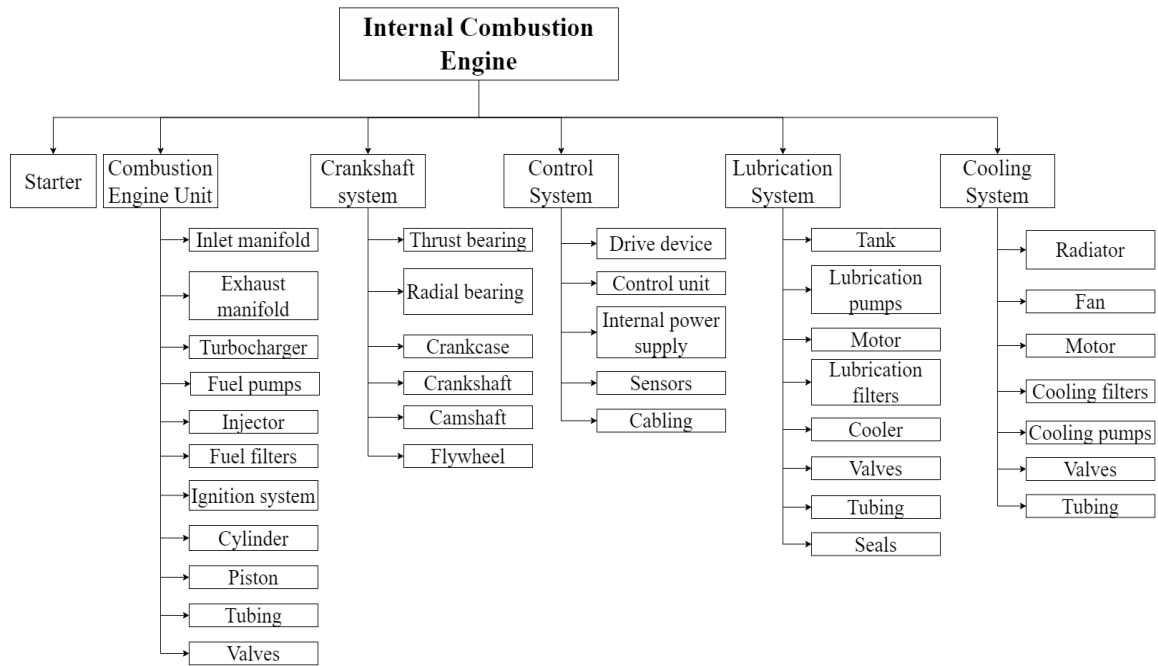 Internal Combustion
Engine
Starter
Combustion
Engine Unit
Crankshaft
system
Control
System
Lubrication
System
Cooling
System
Inlet manifold
Exhaust
manifold
Turbocharger
Fuel pumps
Injector
Fuel filters
Ignition system
Cylinder
Piston
Tubing
Valves
Thrust bearing
Radial bearing
Crankcase
Crankshaft
Camshaft
Flywheel
Drive device
Control unit
Internal power
supply
Sensors
Cabling
Tank
Lubrication
pumps
Motor
Lubrication
filters
Cooler
Valves
Tubing
Seals
Radiator
Fan
Motor
Cooling filters
Cooling pumps
Valves
Tubing